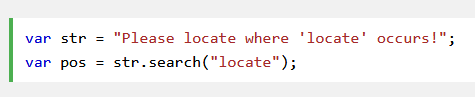 var str = "Please locate where 'locate' occurs!";
var pos = str.search("locate");